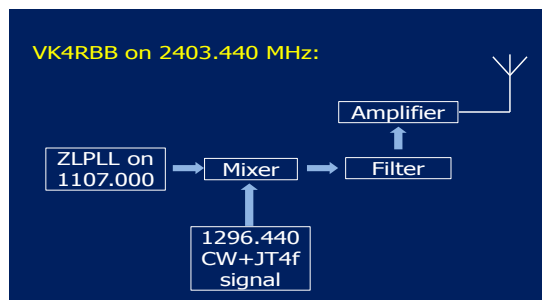 VK4RBB on 2403.440 MHz:
Amplifier
ZLPLL on
1107.000
Mixer
Filter
1296.440
CW+JT4f
signal